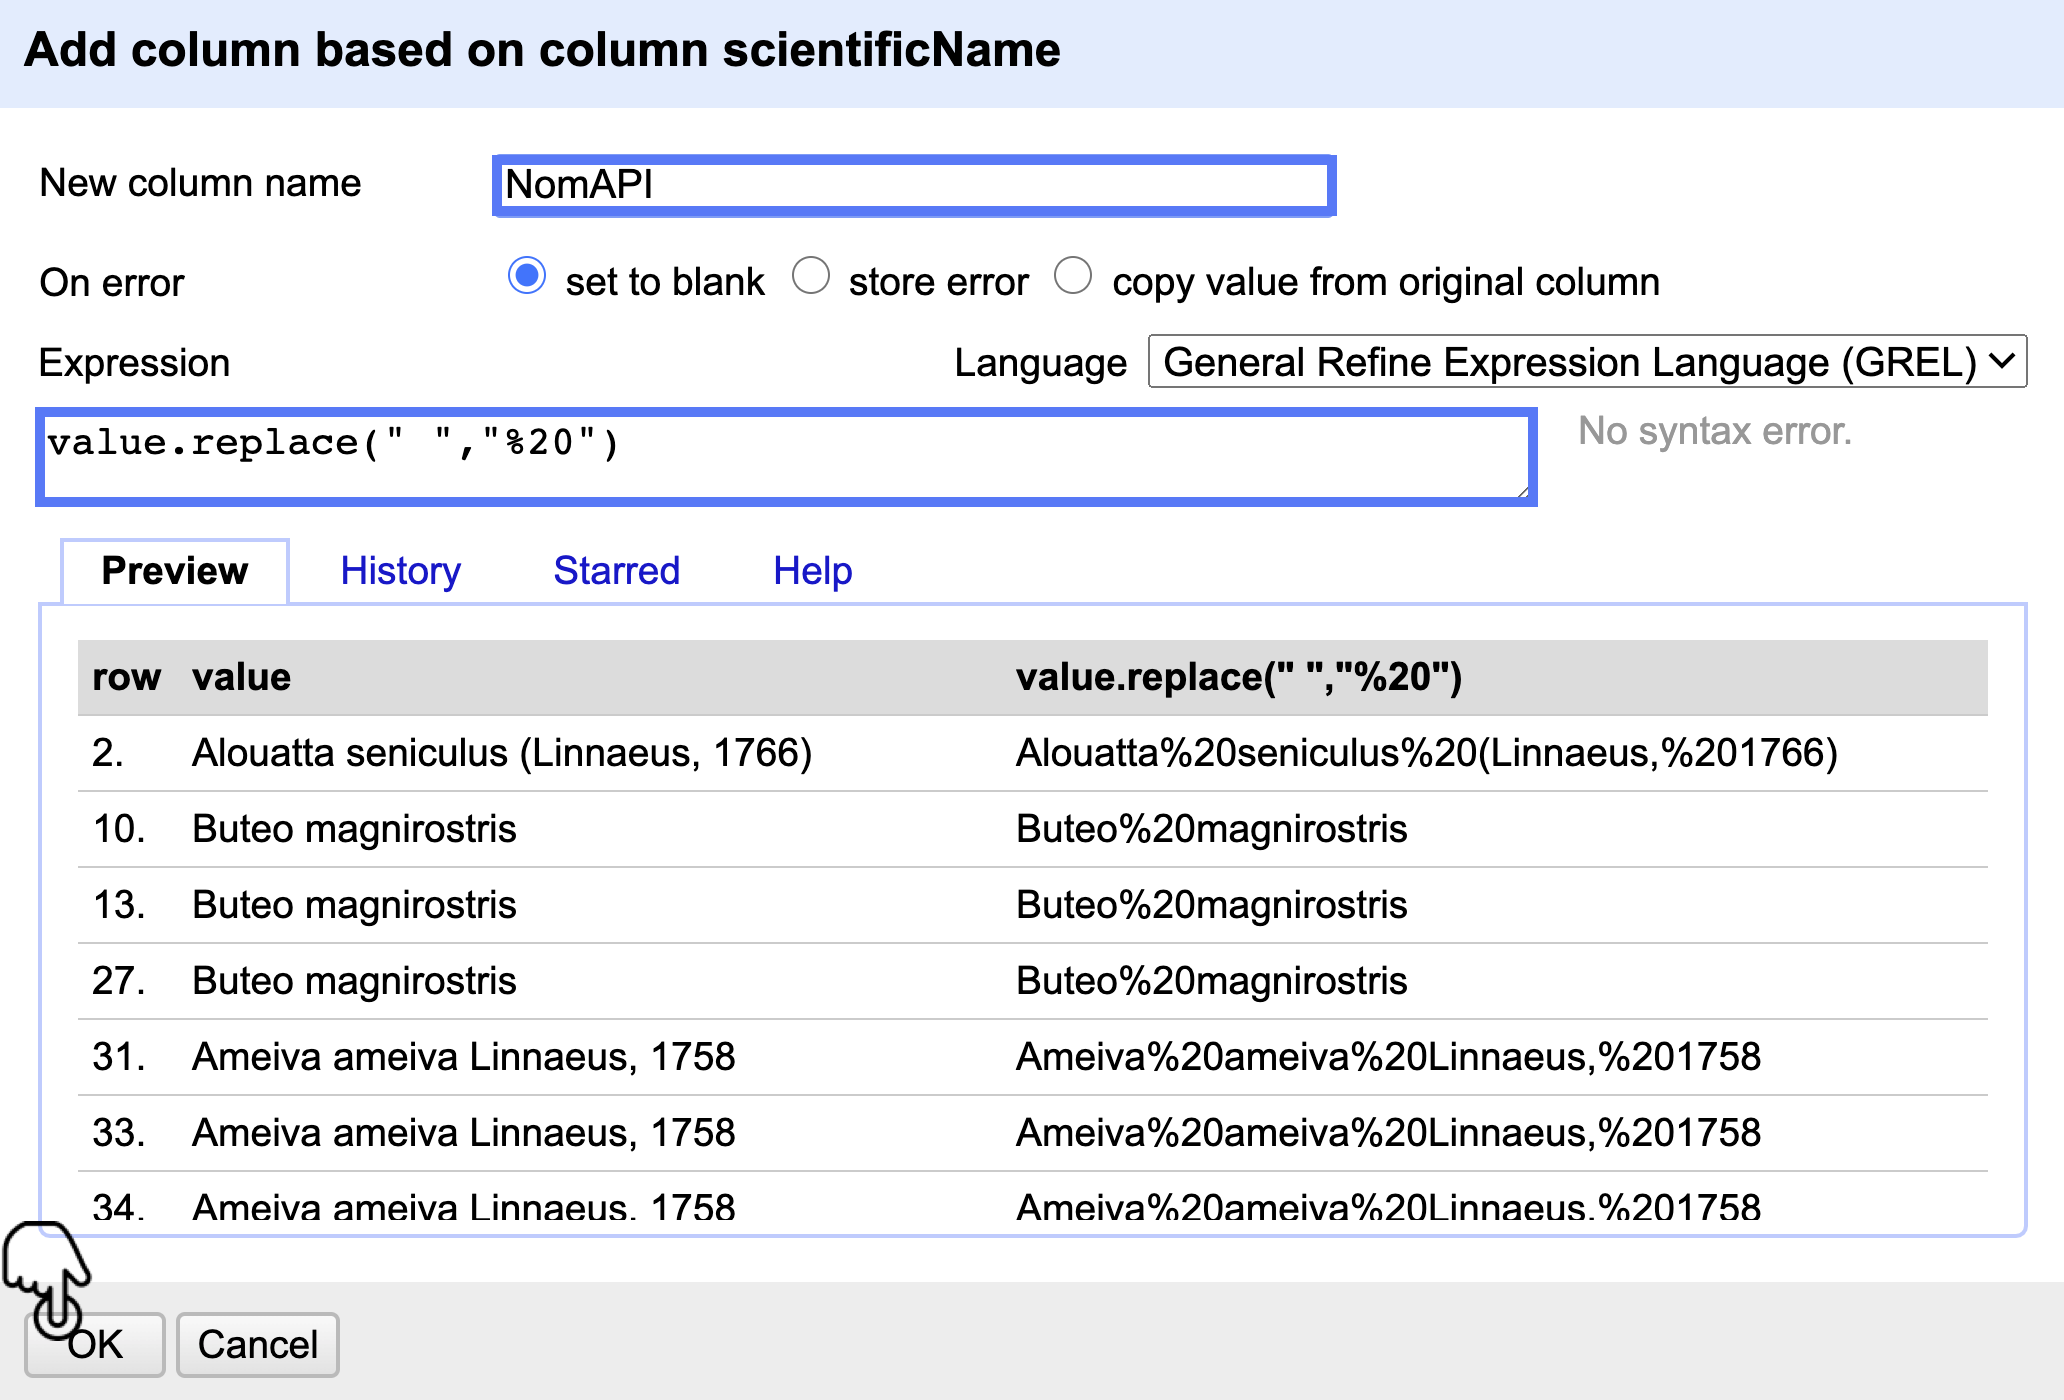 Add column based on column scientificName
New column name NomAPI
On error set to blank store error copy value from original column
Expression Language General Refine Expression Language (GREL)
value.replace(" ","%20") No syntax error.
Preview History Starred Help
row value value.replace(" ","%20")
2. Alouatta seniculus (Linnaeus, 1766) Alouatta%20seniculus%20(Linnaeus,%201766)
10. Buteo magnirostris Buteo%20magnirostris
13. Buteo magnirostris Buteo%20magnirostris
27. Buteo magnirostris Buteo%20magnirostris
31. Ameiva ameiva Linnaeus, 1758 Ameiva%20ameiva%20Linnaeus,%201758
33. Ameiva ameiva Linnaeus, 1758 Ameiva%20ameiva%20Linnaeus,%201758
34. Ameiva ameiva Linnaeus, 1758 Ameiva%20ameiva%20Linnaeus,%201758
OK Cancel